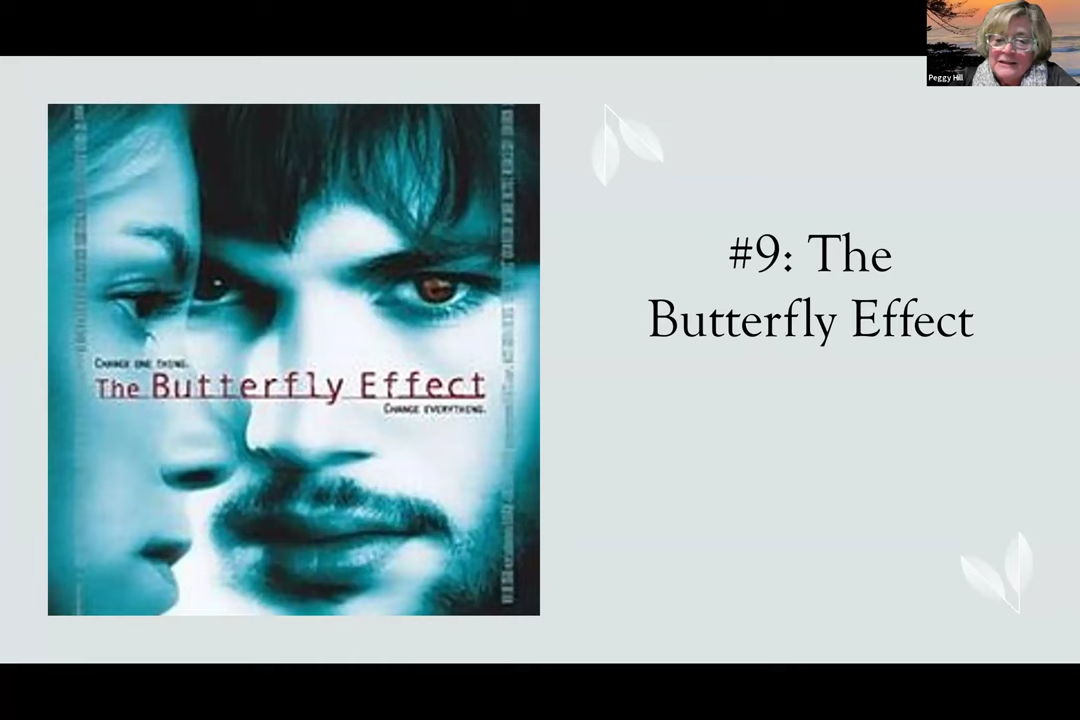 Peggy Hill
#9: The
Butterfly Effect
CHANGE ONE THING.
The Butterfly Effect
CHANGE EVERYTHING.